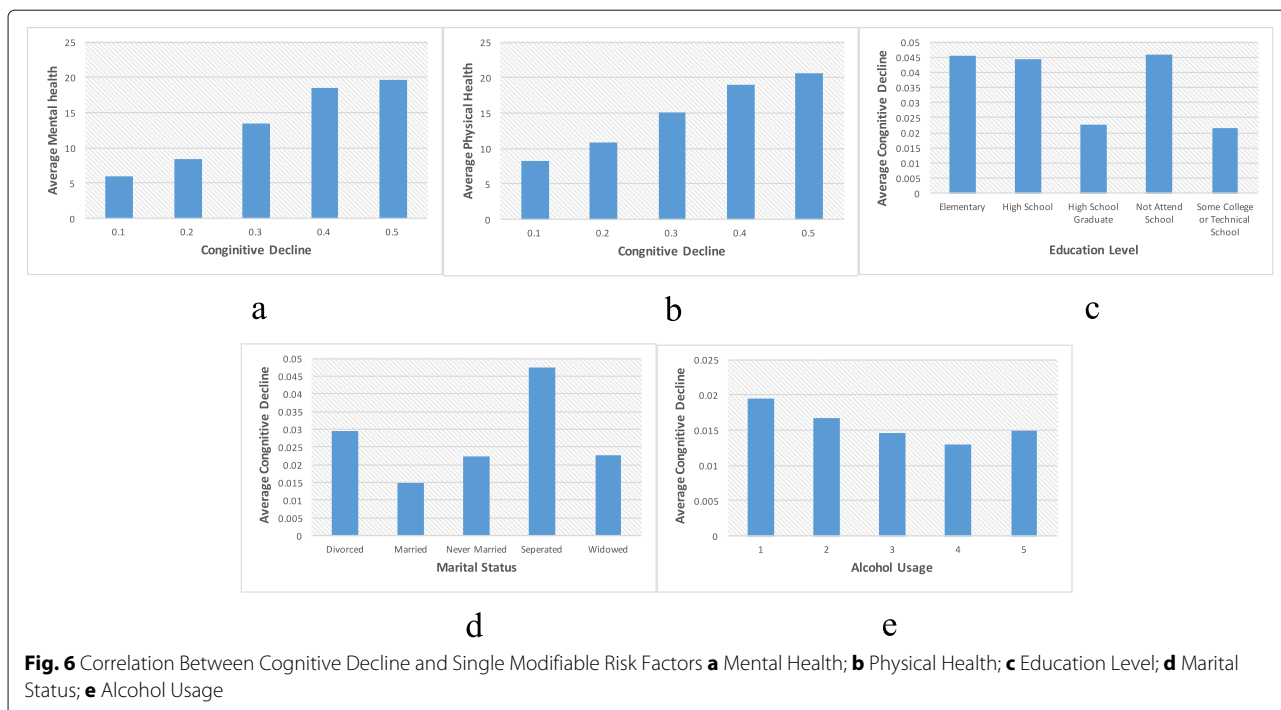 25
20
15
10
5
0
Average Mental health
0.1 0.2 0.3 0.4 0.5
Conginitive Decline
a
25
20
15
10
5
0
Average Physical Health
0.1 0.2 0.3 0.4 0.5
Congnitive Decline
b
0.05
0.045
0.04
0.035
0.03
0.025
0.02
0.015
0.01
0.005
0
Average Congnitive Decline
Elementary High School High School Not Attend Some College
Graduate School or Technical
School
Education Level
c
0.05
0.045
0.04
0.035
0.03
0.025
0.02
0.015
0.01
0.005
0
Average Congnitive Decline
Divorced Married Never Married Seperated Widowed
Marital Status
d
0.025
0.02
0.015
0.01
0.005
0
Average Congnitive Decline
1 2 3 4 5
Alcohol Usage
e
Fig. 6 Correlation Between Cognitive Decline and Single Modifiable Risk Factors a Mental Health; b Physical Health; c Education Level; d Marital
Status; e Alcohol Usage